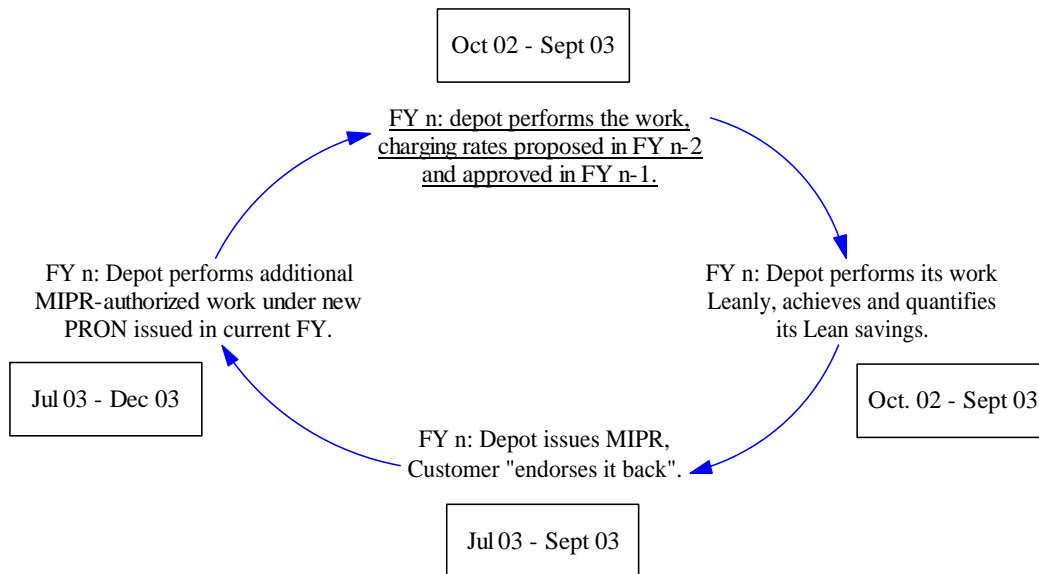 Oct 02 - Sept 03
FY n: depot performs the work,
charging rates proposed in FY n-2
and approved in FY n-1.
FY n: Depot performs additional
MIPR-authorized work under new
PRON issued in current FY.
FY n: Depot performs its work
Leanly, achieves and quantifies
its Lean savings.
Jul 03 - Dec 03
Oct. 02 - Sept 03
FY n: Depot issues MIPR,
Customer "endorses it back".
Jul 03 - Sept 03